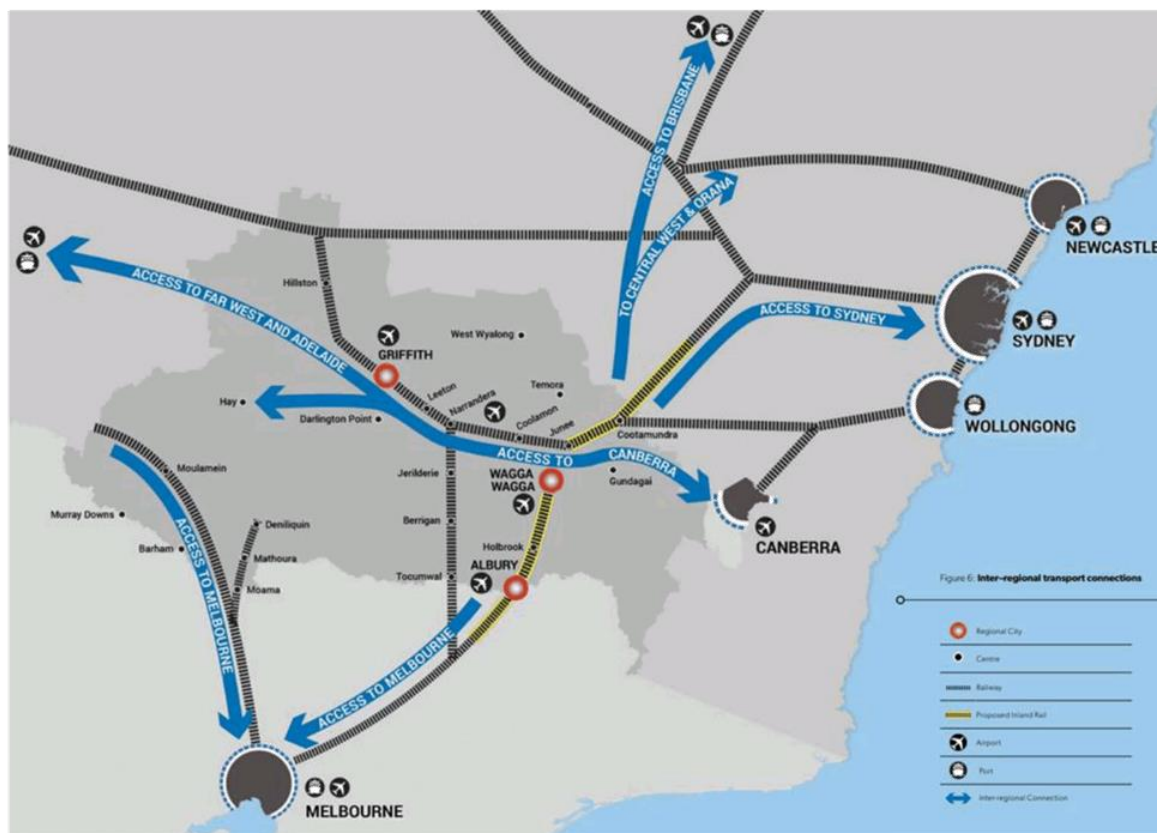 ACCESS TO BRISBANE
TO CENTRAL WEST & ORANA
NEWCASTLE
ACCESS TO FAR WEST AND ADELAIDE
Hillston
ACCESS TO SYDNEY
SYDNEY
West Wyalong
GRIFFITH
Leeton
Narrandera
Temora
Hay
Darlington Point
Coolamon
Junee
Cootamundra
WOLLONGONG
ACCESS TO
CANBERRA
Moulamein
Jerilderie
WAGGA
WAGGA
Gundagai
Murray Downs
Deniliquin
Berrigan
Barham
Mathoura
Holbrook
CANBERRA
ALBURY
Tocumwal
Moama
ACCESS TO MELBOURNE
ACCESS TO MELBOURNE
MELBOURNE
Figure 6: Inter-regional transport connections
Regional City
Centre
Railway
Proposed Inland Rail
Airport
Port
Inter-regional Connection